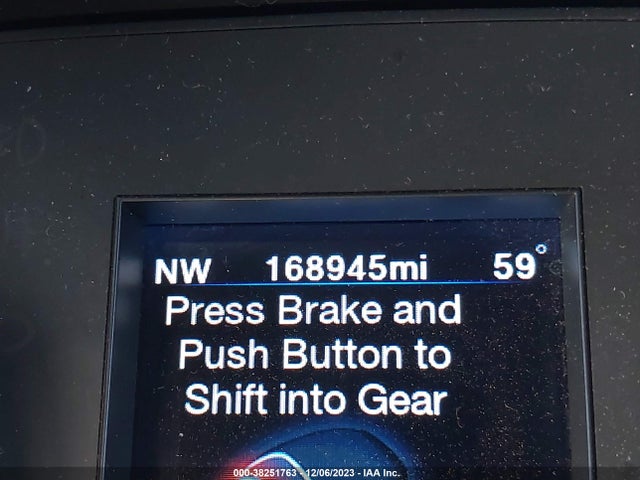 NW 168945mi 59°
Press Brake and
Push Button to
Shift into Gear
000-38251763 - 12/06/2023 - IAA Inc.